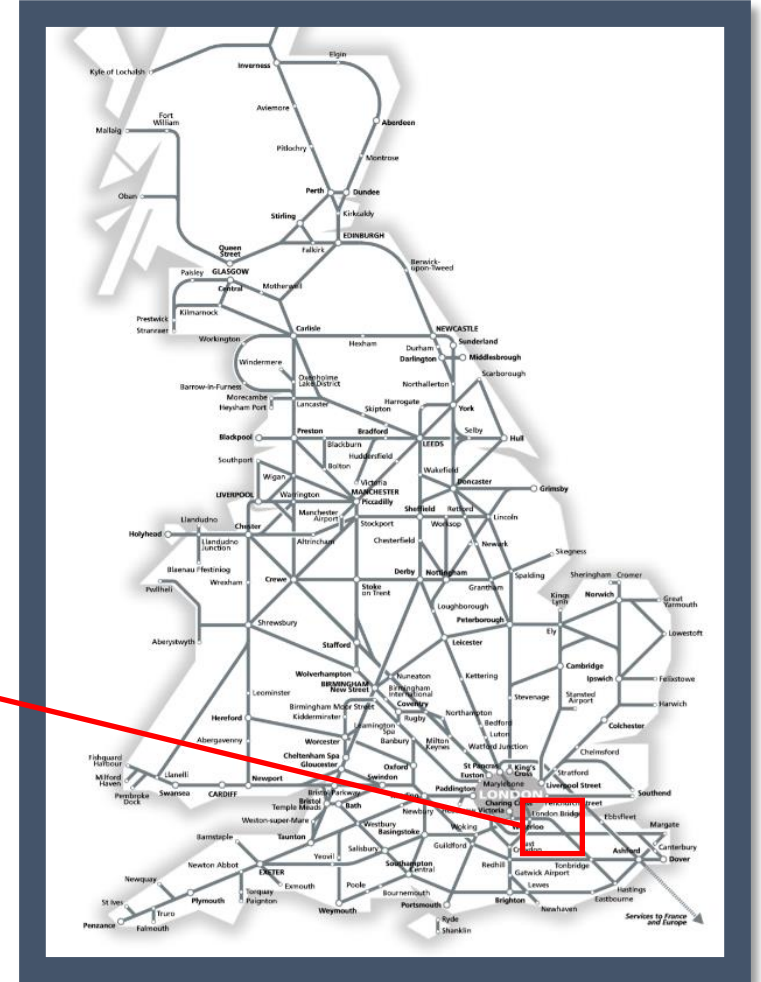 Elgin
Inverness
Kyle of Lochalsh
Aviemore
Fort
William
Mallaig
Aberdeen
Pitlochry
Montrose
Perth
Dundee
Oban
Kirkcaldy
Stirling
EDINBURGH
Queen
Street
Falkirk
Berwick-
upon-Tweed
Paisley
GLASGOW
Central
Motherwell
Kilmarnock
Prestwick
Stranraer
Carlisle
NEWCASTLE
Workington
Hexham
Sunderland
Durham
Darlington
Middlesbrough
Windermere
Oxenholme
Lake District
Scarborough
Barrow-in-Furness
Northallerton
Morecambe
Heysham Port
Lancaster
Harrogate
York
Skipton
Blackpool
Preston
Bradford
LEEDS
Selby
Hull
Blackburn
Huddersfield
Southport
Bolton
Wakefield
Wigan
Victoria
MANCHESTER
Piccadilly
Doncaster
Grimsby
LIVERPOOL
Warrington
Manchester
Airport
Sheffield
Retford
Llandudno
Stockport
Worksop
Lincoln
Holyhead
Chester
Llandudno
Junction
Altrincham
Chesterfield
Newark
Skegness
Blaenau Ffestiniog
Pwllheli
Wrexham
Crewe
Stoke
on Trent
Derby
Nottingham
Grantham
Spalding
Sheringham
Cromer
Kings
Lynn
Norwich
Great
Yarmouth
Loughborough
Peterborough
Shrewsbury
Ely
Lowestoft
Aberystwyth
Stafford
Leicester
Wolverhampton
Nuneaton
Kettering
Cambridge
BIRMINGHAM
New Street
Birmingham
International
Ipswich
Felixstowe
Leominster
Birmingham Moor Street
Coventry
Stevenage
Stansted
Airport
Harwich
Kidderminster
Rugby
Northampton
Hereford
Leamington
Spa
Bedford
Colchester
Abergavenny
Worcester
Banbury
Milton
Keynes
Luton
Watford Junction
Chelmsford
Cheltenham Spa
Gloucester
Oxford
St Pancras
King's
Cross
Fishguard
Harbour
Euston
Stratford
Milford
Haven
Llanelli
Newport
Swindon
Marylebone
Liverpool Street
Pembroke
Dock
Swansea
CARDIFF
Bristol Parkway
Paddington
LONDON
Southend
Bristol
Temple Meads
Bath
Charing
Street
Newbury
Victoria
London Bridge
Ebbsfleet
Weston-super-Mare
Westbury
Basingstoke
Woking
Waterloo
Margate
Barnstaple
Taunton
Salisbury
Guildford
Croydon
Canterbury
Yeovil
Ashford
Dover
Newton Abbot
EXETER
Southampton
Central
Redhill
Tonbridge
Gatwick Airport
Newquay
Exmouth
Poole
Lewes
Hastings
St Ives
Plymouth
Torquay
Paignton
Bournemouth
Brighton
Eastbourne
Truro
Weymouth
Portsmouth
Newhaven
Penzance
Falmouth
Ryde
Shanklin
Services to France
and Europe